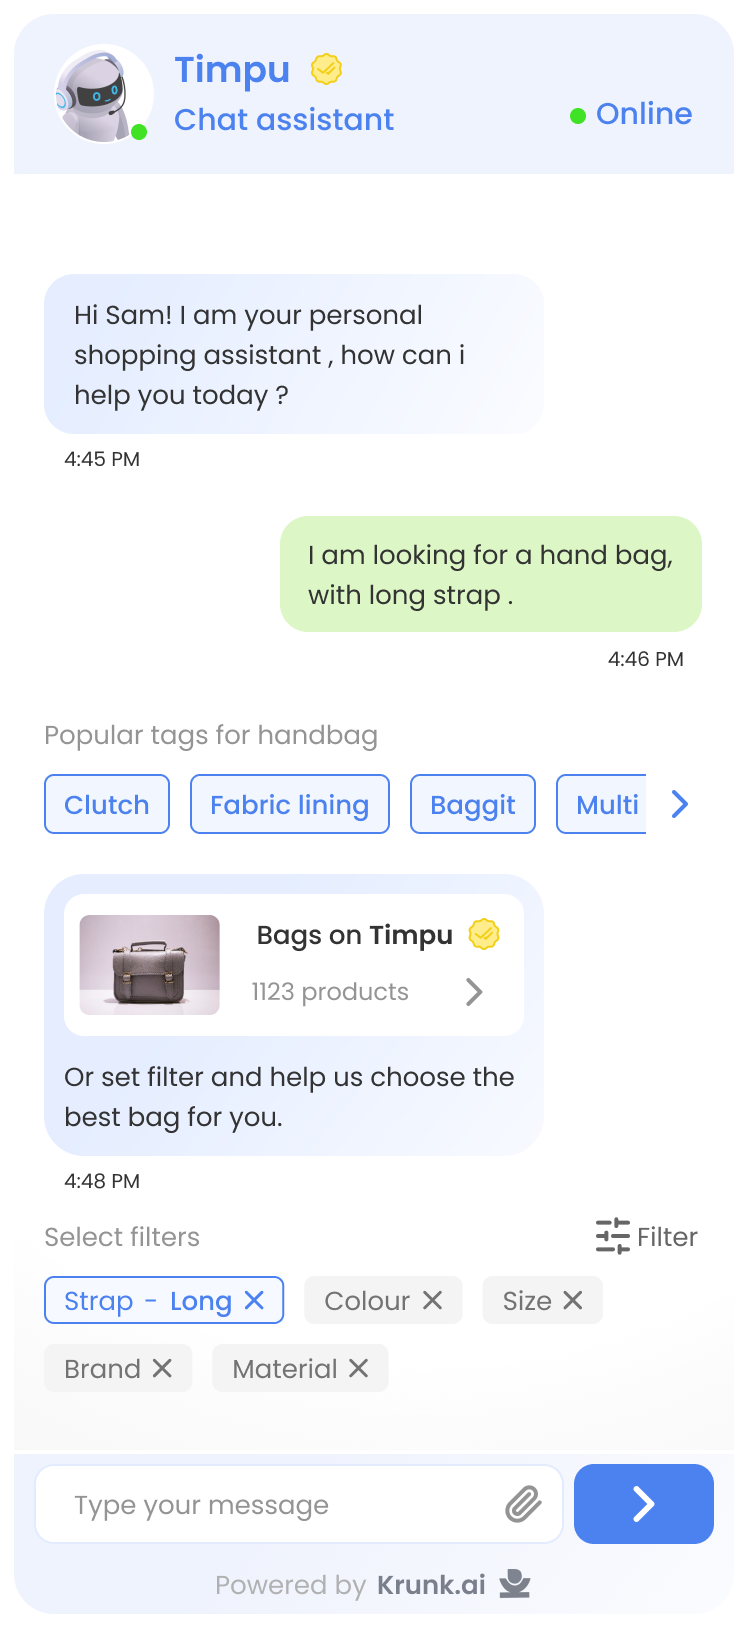 Timpu
Chat assistant
Online
Hi Sam! I am your personal
shopping assistant , how can i
help you today ?
4:45 PM
I am looking for a hand bag,
with long strap .
4:46 PM
Popular tags for handbag
Clutch Fabric lining Baggit Multi
Bags on Timpu
1123 products
Or set filter and help us choose the
best bag for you.
4:48 PM
Select filters Filter
Strap - Long Colour Size
Brand Material
Type your message
Powered by Krunk.ai